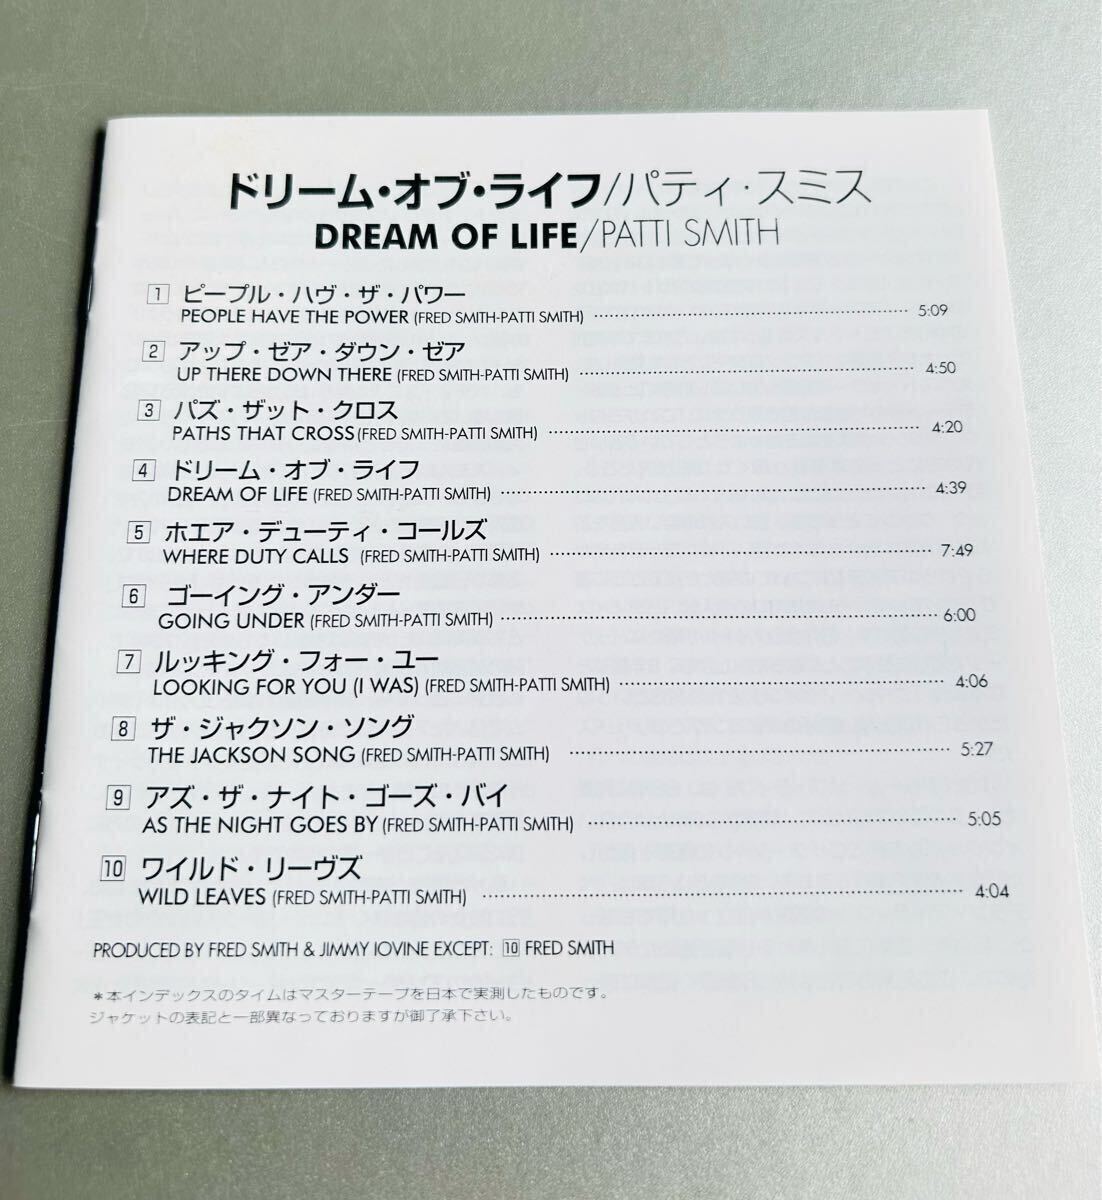 ドリーム・オブ・ライフ/パティ・スミス
DREAM OF LIFE/PATTI SMITH
1 ピープル・ハヴ・ザ・パワー
PEOPLE HAVE THE POWER (FRED SMITH-PATTI SMITH) 5:09
2 アップ・ゼア・ダウン・ゼア
UP THERE DOWN THERE (FRED SMITH-PATTI SMITH) 4:50
3 パズ・ザット・クロス
PATHS THAT CROSS (FRED SMITH-PATTI SMITH) 4:20
4 ドリーム・オブ・ライフ
DREAM OF LIFE (FRED SMITH-PATTI SMITH) 4:39
5 ホエア・デューティ・コールズ
WHERE DUTY CALLS (FRED SMITH-PATTI SMITH) 7:49
6 ゴーイング・アンダー
GOING UNDER (FRED SMITH-PATTI SMITH) 6:00
7 ルッキング・フォー・ユー
LOOKING FOR YOU (I WAS) (FRED SMITH-PATTI SMITH) 4:06
8 ザ・ジャクソン・ソング
THE JACKSON SONG (FRED SMITH-PATTI SMITH) 5:27
9 アズ・ザ・ナイト・ゴーズ・バイ
AS THE NIGHT GOES BY (FRED SMITH-PATTI SMITH) 5:05
10 ワイルド・リーヴズ
WILD LEAVES (FRED SMITH-PATTI SMITH) 4:04
PRODUCED BY FRED SMITH & JIMMY IOVINE EXCEPT: 10 FRED SMITH
*本インデックスのタイムはマスターテープを日本で実測したものです。
ジャケットの表記と一部異なっておりますが御了承下さい。